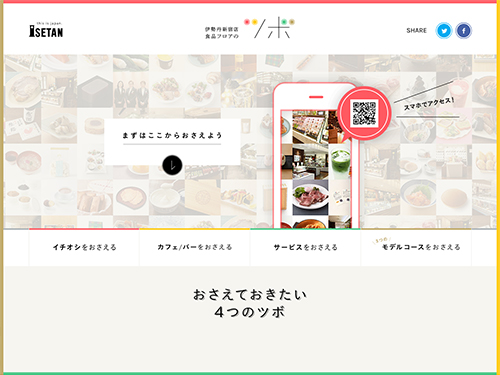 this is japan.
ISETAN
伊勢丹新宿店
食品フロアの
ツボ
SHARE
スマホでアクセス!
まずはここからおさえよう
イチオシをおさえる
カフェ/バーをおさえる
サービスをおさえる
モデルコースをおさえる
おさえておきたい
4つのツボ